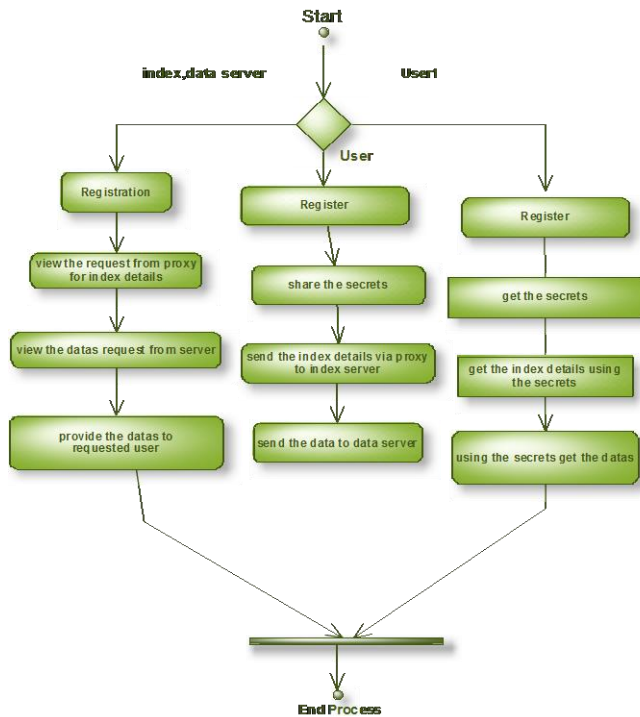 Start
index,data server
User1
User
Registration
view the request from proxy
for index details
view the datas request from server
provide the datas to
requested user
Register
share the secrets
send the index details via proxy
to index server
send the data to data server
Register
get the secrets
get the index details using
the secrets
using the secrets get the datas
End Process